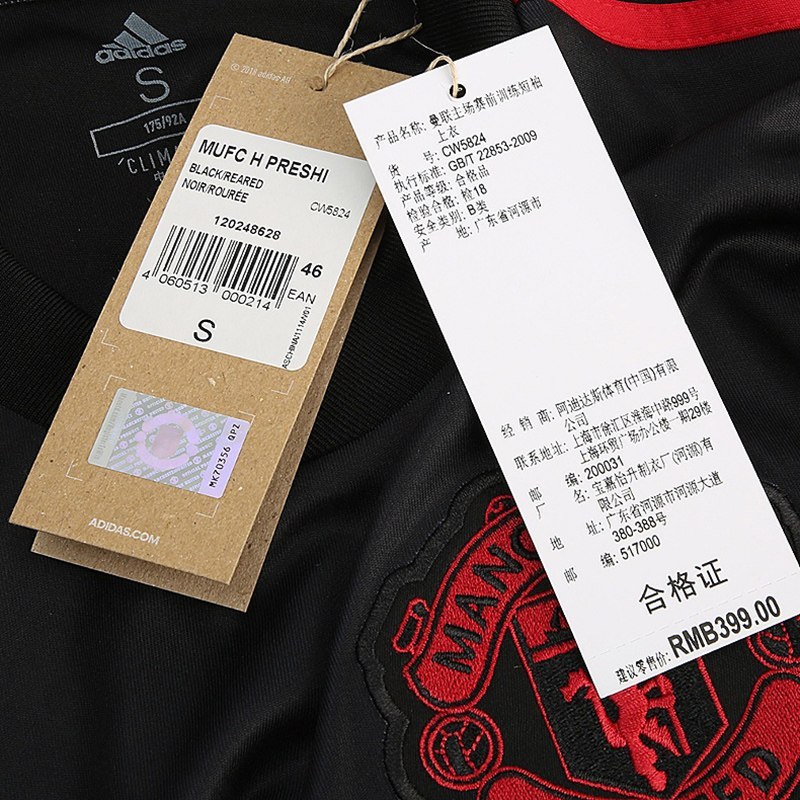 adidas
S
175/92A
CLIM
© 2018 adidas AG
MUFC H PRESHI
BLACK/REARED
NOIR/ROURÉE
CW5824
120248628
46
4 060513 000214
EAN
S
MK70356 QPZ
ADIDAS.COM
产品名称: 曼联主场赛前训练短袖
上衣
货 号: CW5824
执行标准: GB/T 22853-2009
产品等级: 合格品
检验合格: 检18
安全类别: B类
产 地: 广东省河源市
经 销 商: 阿迪达斯体育(中国)有限
公司
联系地址: 上海市徐汇区淮海中路999号
上海环贸广场办公楼一期29楼
邮 编: 200031
厂 名: 宝嘉怡升制衣厂(河源)有
限公司
地 址: 广东省河源市河源大道
380-388号
邮 编: 517000
合格证
建议零售价: RMB399.00
MANC
ED